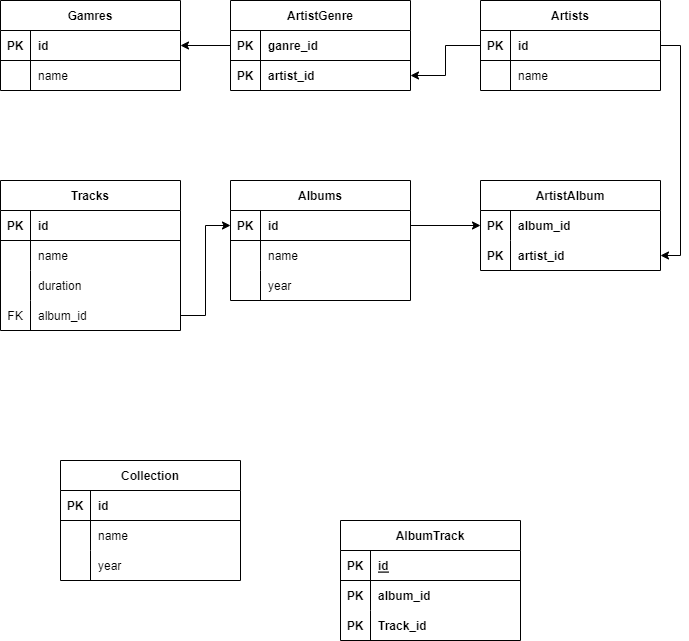 Gamres
PK id
name
ArtistGenre
PK ganre_id
PK artist_id
Artists
PK id
name
Tracks
PK id
name
duration
FK album_id
Albums
PK id
name
year
ArtistAlbum
PK album_id
PK artist_id
Collection
PK id
name
year
AlbumTrack
PK id
PK album_id
PK Track_id